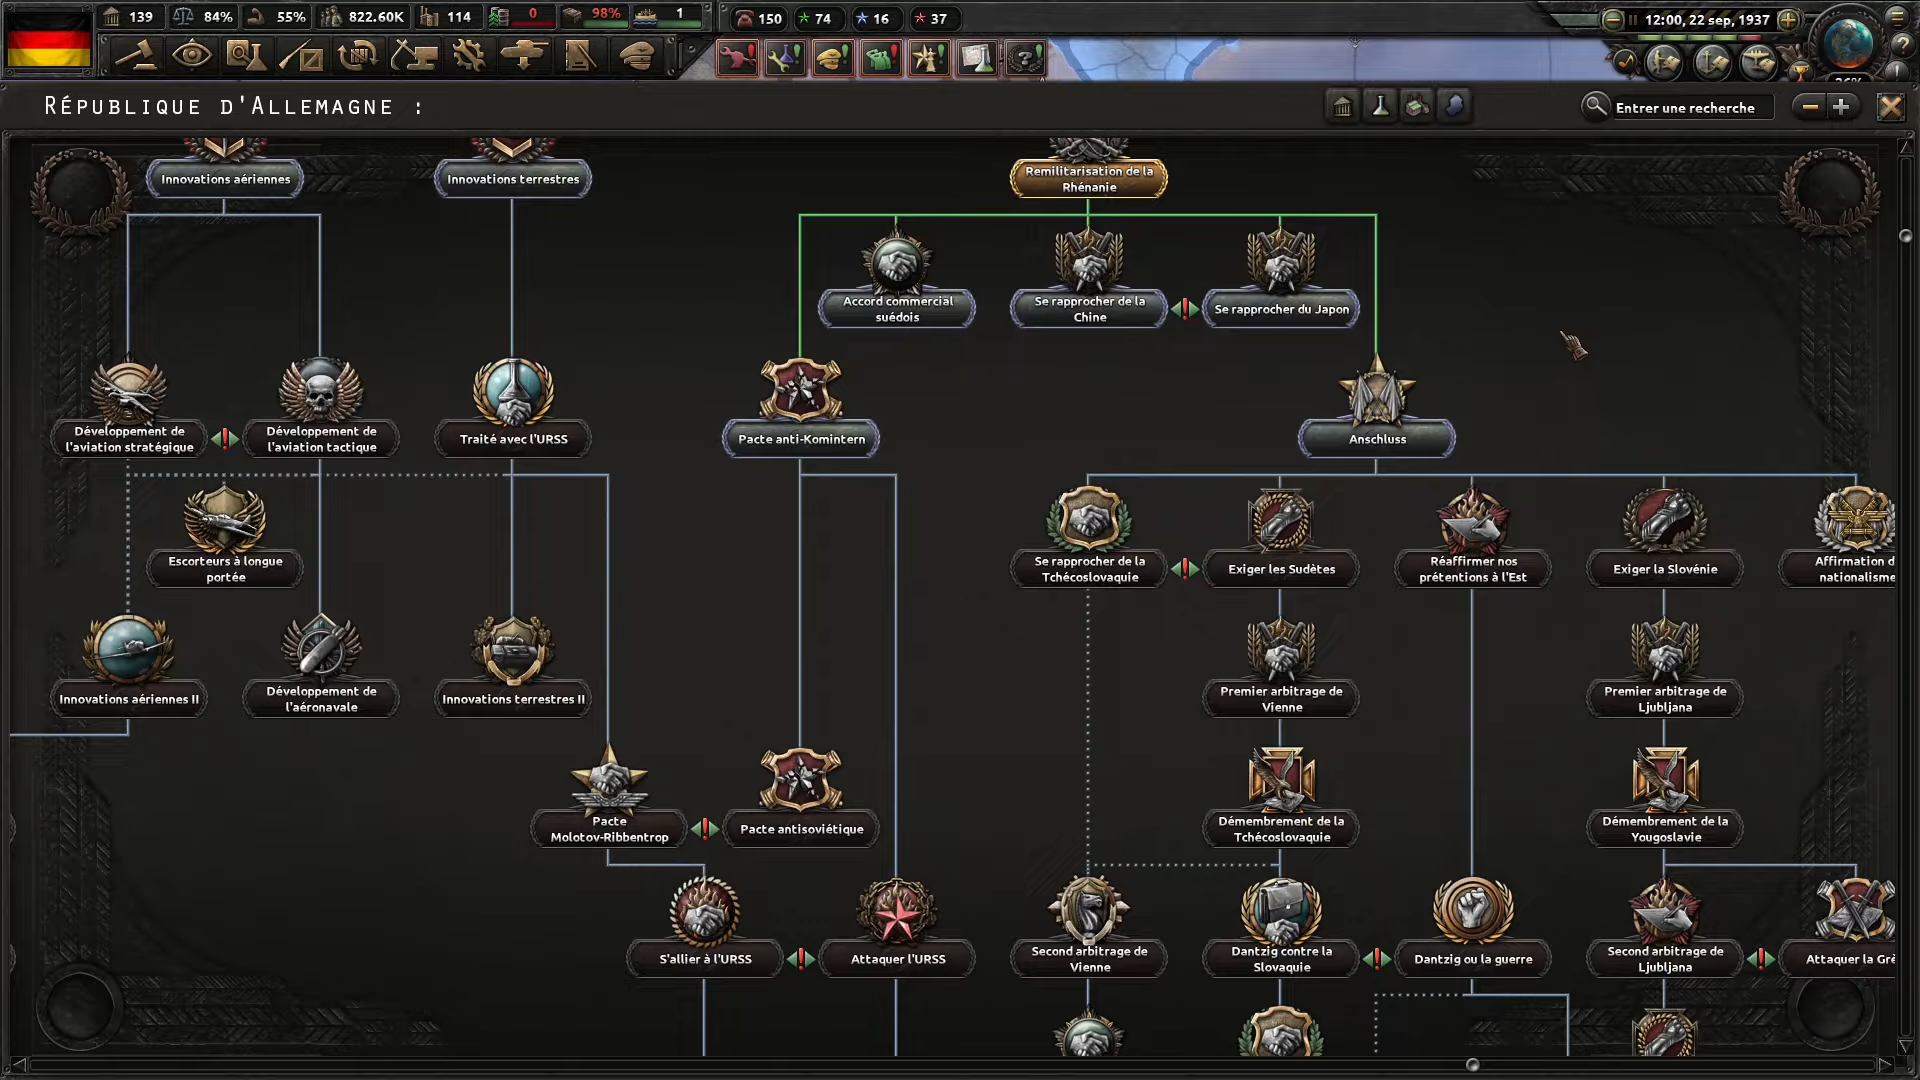 139
84%
55%
822.60K
114
0
98%
1
150
74
16
37
12:00, 22 sep, 1937
RÉPUBLIQUE D'ALLEMAGNE :
Entrer une recherche
Innovations aériennes
Innovations terrestres
Remilitarisation de la
Rhénanie
Accord commercial
suédois
Se rapprocher de la
Chine
Se rapprocher du Japon
Développement de
l'aviation stratégique
Développement de
l'aviation tactique
Traité avec l'URSS
Pacte anti-Komintern
Anschluss
Escorteurs à longue
portée
Se rapprocher de la
Tchécoslovaquie
Exiger les Sudètes
Réaffirmer nos
prétentions à l'Est
Exiger la Slovénie
Affirmation d
nationalisme
Innovations aériennes II
Développement de
l'aéronavale
Innovations terrestres II
Premier arbitrage de
Vienne
Premier arbitrage de
Ljubljana
Pacte
Molotov-Ribbentrop
Pacte antisoviétique
Démembrement de la
Tchécoslovaquie
Démembrement de la
Yougoslavie
S'allier à l'URSS
Attaquer l'URSS
Second arbitrage de
Vienne
Dantzig contre la
Slovaquie
Dantzig ou la guerre
Second arbitrage de
Ljubljana
Attaquer la Grè